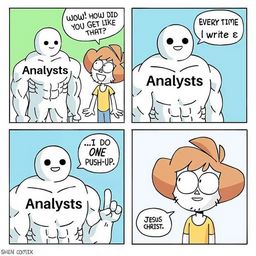 WOW! HOW DID
YOU GET LIKE
THAT?
Analysts
EVERY TIME
I write ε
Analysts
...I DO
ONE
PUSH-UP.
Analysts
JESUS
CHRIST.
SHEN COMIX